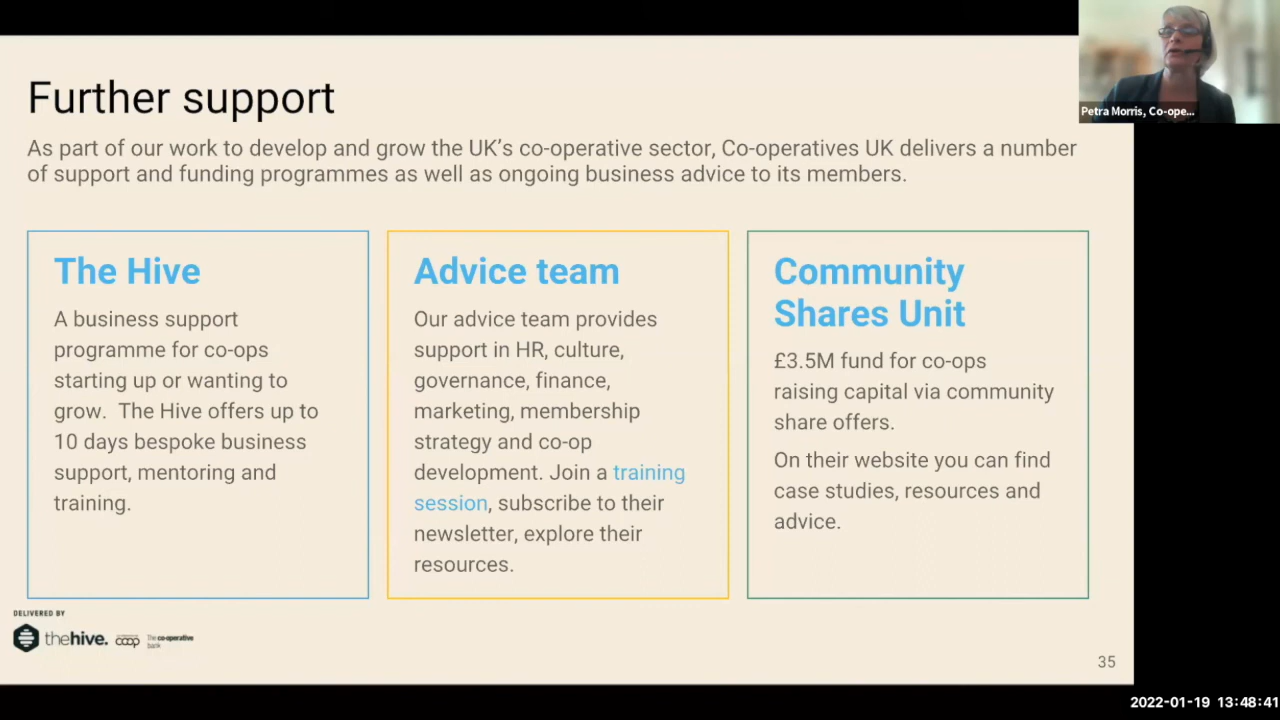 Further support
As part of our work to develop and grow the UK's co-operative sector, Co-operatives UK delivers a number
of support and funding programmes as well as ongoing business advice to its members.
The Hive
A business support
programme for co-ops
starting up or wanting to
grow.  The Hive offers up to
10 days bespoke business
support, mentoring and
training.
Advice team
Our advice team provides
support in HR, culture,
governance, finance,
marketing, membership
strategy and co-op
development. Join a training
session, subscribe to their
newsletter, explore their
resources.
Community
Shares Unit
£3.5M fund for co-ops
raising capital via community
share offers.
On their website you can find
case studies, resources and
advice.
DELIVERED BY
thehive.
coop
The co-operative
bank
35
Petra Morris, Co-ope...
2022-01-19 13:48:41